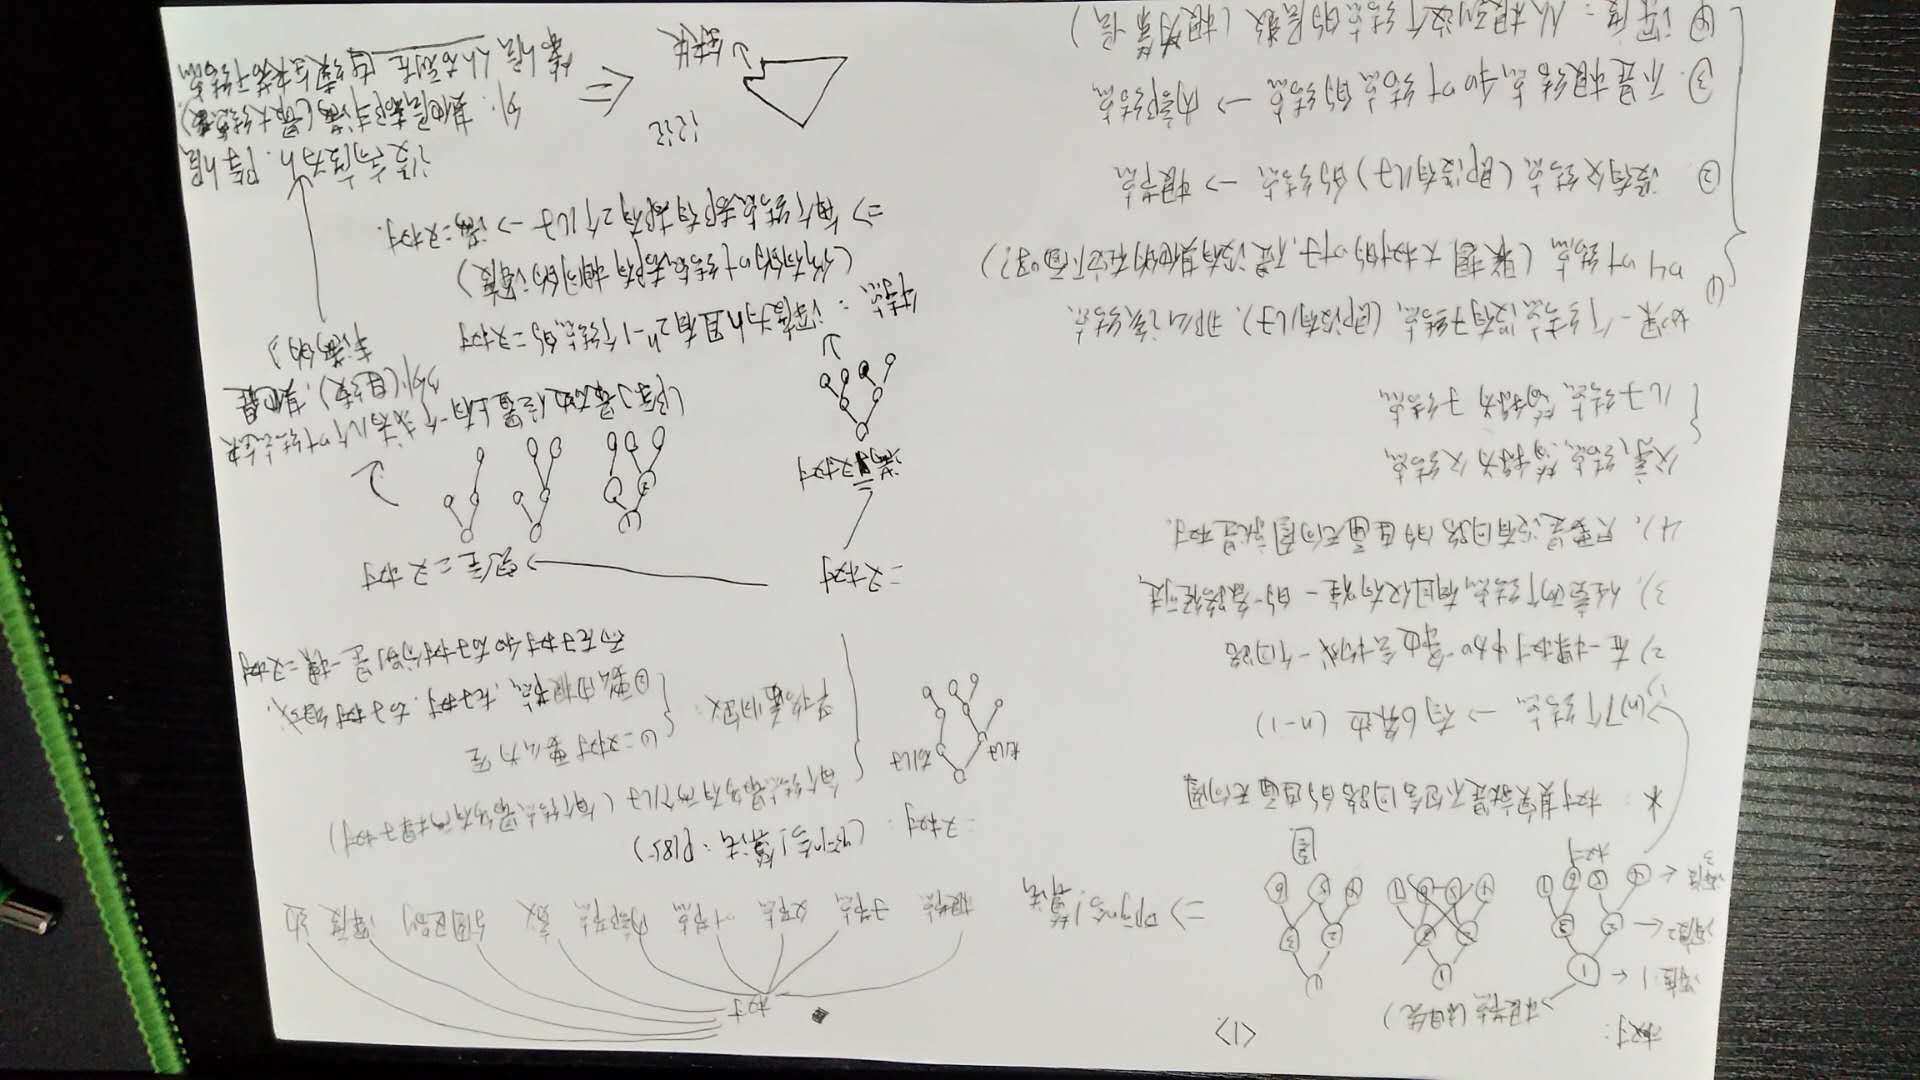 树:
<1>
根节点(祖先)
深度1
深度2
深度3
1
2 3
4 5 6 7
树
1
2 3
4 5 6 7
1
2 3
4 5 6
图
=> 啊哈!算法
树
根节点 子节点 父节点 叶节点 内部节点 定义 与图区别 深度 边
*: 树其实就是不包含回路的连通无向图
1) (n)7个结点 → 有6条边 (n-1)
2) 在一棵树中加一条边会构成一个回路
3). 任意两个结点有且仅有唯一的一条路径可走.
4). 只要是没有回路的连通无向图就是树.
父亲结点简称为父结点
儿子结点简称为子结点
① 如果一个结点没有子结点(即没有儿子). 那么该结点
叫叶结点(联想大树的叶子,不是没有其他的在它下面呀?)
② 没有父结点(即没有儿子)的结点 → 根节点
③. 不是根结点和叶结点的结点 → 内部结点
④ 深度: 从根到这个结点的层数(根为第一层)
二叉树: (啊哈!算法: P185)
每个结点最多有两个儿子(每个结点最多有两棵子树)
左儿子 右儿子
严格递归定义:
①二叉树要么为空
②要么由根节点、左子树、右子树组成,
而左子树和右子树分别是一棵二叉树
二叉树 → 完全二叉树
满二叉树
(除了最右边位置上有一个或者几个叶结点缺
少外(连续),其他是
丰满的)
特点: 深度为h且有2^h-1个结点的二叉树
(所有的叶结点都有相同的深度)
=> 每个结点都有都有2个儿子 → 满二叉树.
设高度为h. 除h层
外. 其他层都丰满(最大结点数),
第h层从右到左连续缺若干结点
记记
缺失